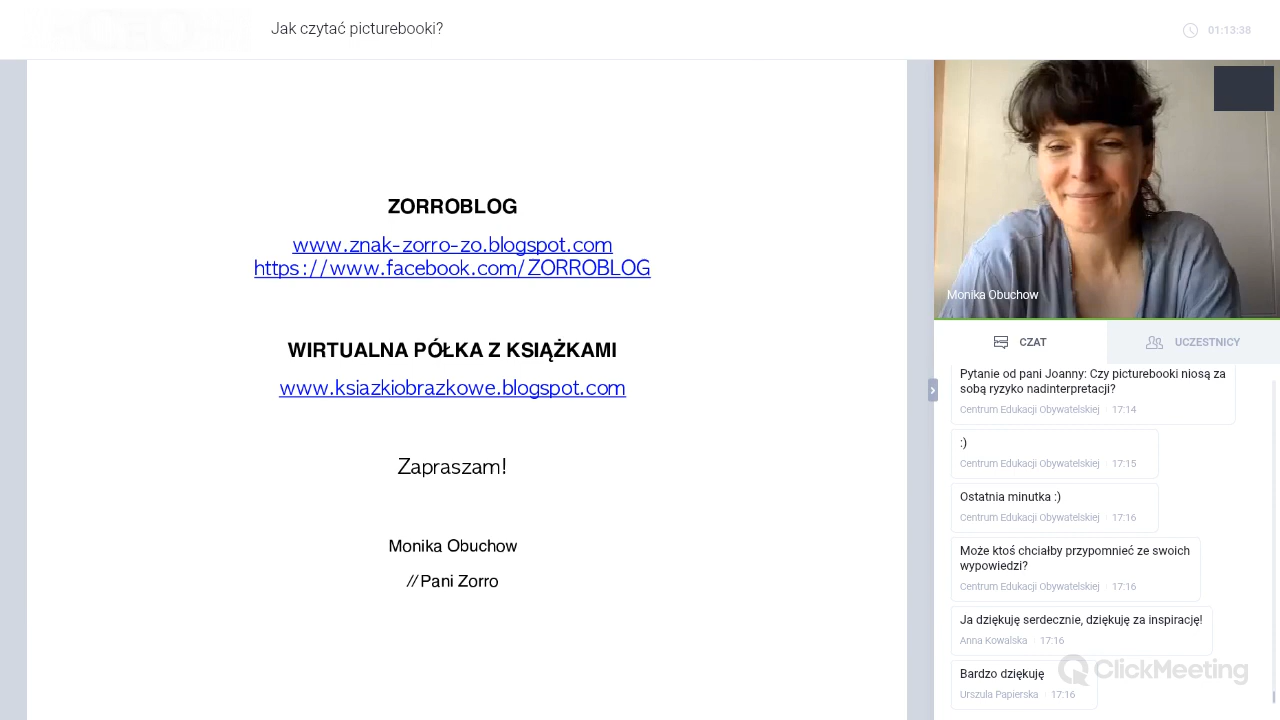 Jak czytać picturebooki?
01:13:38
ZORROBLOG
www.znak-zorro-zo.blogspot.com
https://www.facebook.com/ZORROBLOG
WIRTUALNA PÓŁKA Z KSIĄŻKAMI
www.ksiazkiobrazkowe.blogspot.com
Zapraszam!
Monika Obuchow
//Pani Zorro
Monika Obuchow
CZAT
UCZESTNICY
Pytanie od pani Joanny: Czy picturebooki niosą za
sobą ryzyko nadinterpretacji?
Centrum Edukacji Obywatelskiej 17:14
:)
Centrum Edukacji Obywatelskiej 17:15
Ostatnia minutka :)
Centrum Edukacji Obywatelskiej 17:16
Może ktoś chciałby przypomnieć ze swoich
wypowiedzi?
Centrum Edukacji Obywatelskiej 17:16
Ja dziękuję serdecznie, dziękuję za inspirację!
Anna Kowalska 17:16
Bardzo dziękuję
Urszula Papierska 17:16
ClickMeeting